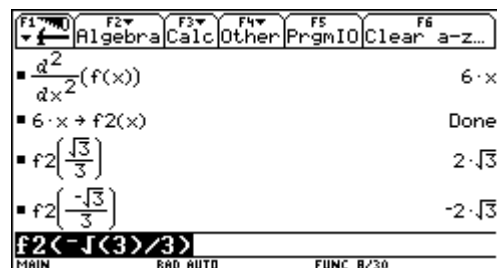 F1 F2▾ F3▾ F4▾ F5 F6
Algebra Calc Other PrgmIO Clear a-z…
▪ d²/dx²(f(x)) 6·x
▪ 6·x → f2(x) Done
▪ f2(√3/3) 2·√3
▪ f2(-√3/3) -2·√3
f2(-√(3)/3)
MAIN RAD AUTO FUNC 8/30